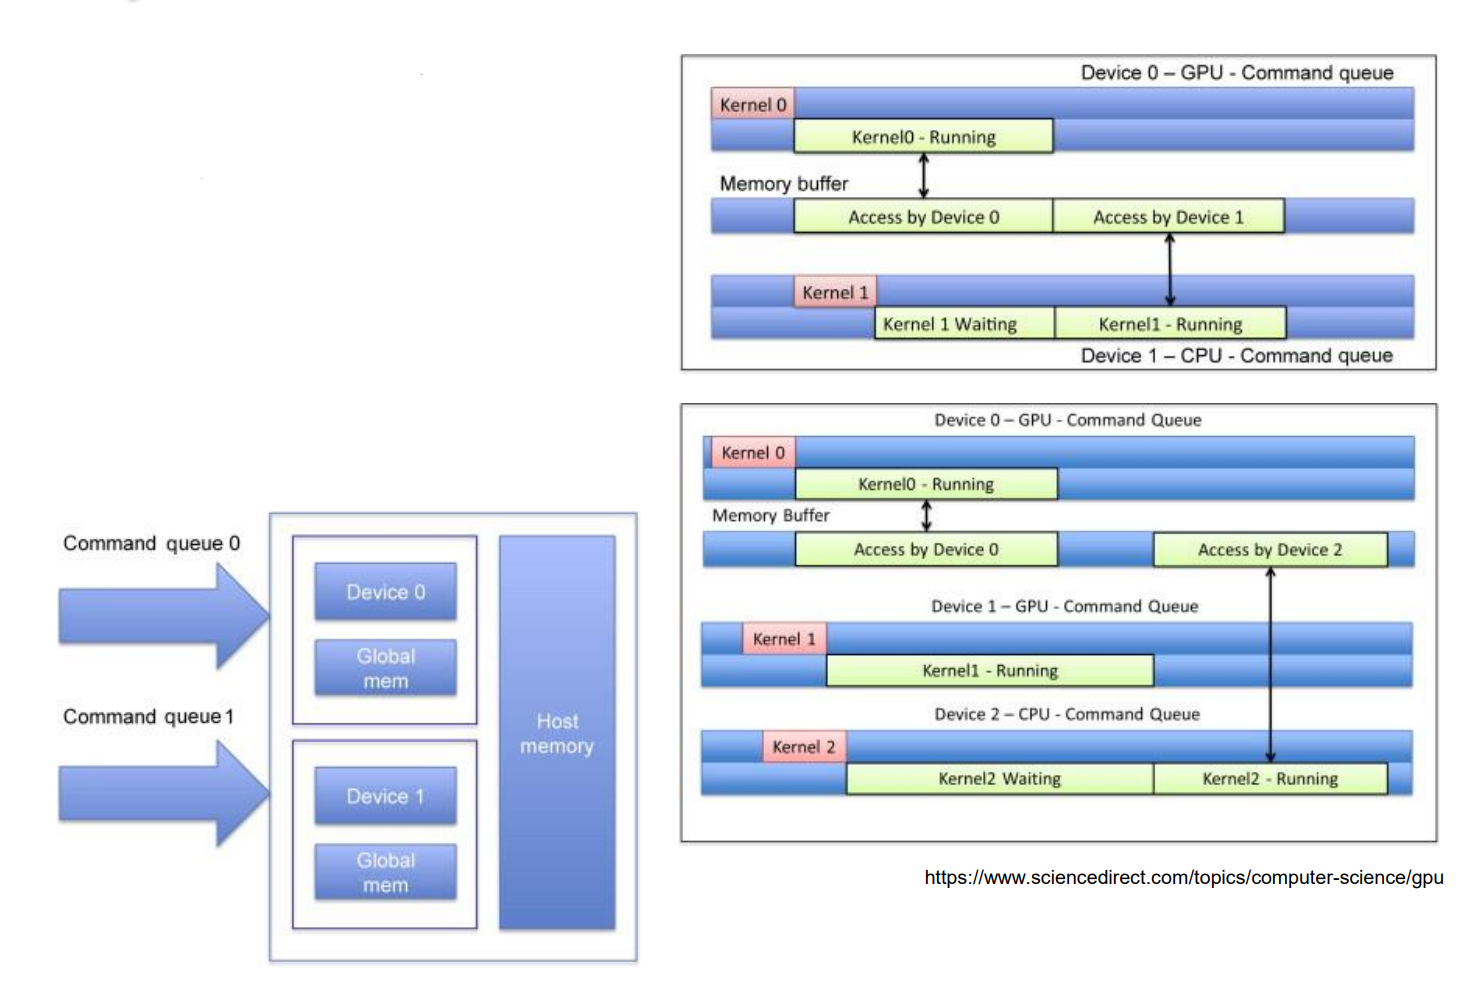 Device 0 – GPU - Command queue
Kernel 0
Kernel0 - Running
Memory buffer
Access by Device 0
Access by Device 1
Kernel 1
Kernel 1 Waiting
Kernel1 - Running
Device 1 – CPU - Command queue
Device 0 – GPU - Command Queue
Kernel 0
Kernel0 - Running
Memory Buffer
Access by Device 0
Access by Device 2
Device 1 – GPU - Command Queue
Kernel 1
Kernel1 - Running
Device 2 – CPU - Command Queue
Kernel 2
Kernel2 Waiting
Kernel2 - Running
Command queue 0
Command queue 1
Device 0
Global
mem
Device 1
Global
mem
Host
memory
https://www.sciencedirect.com/topics/computer-science/gpu